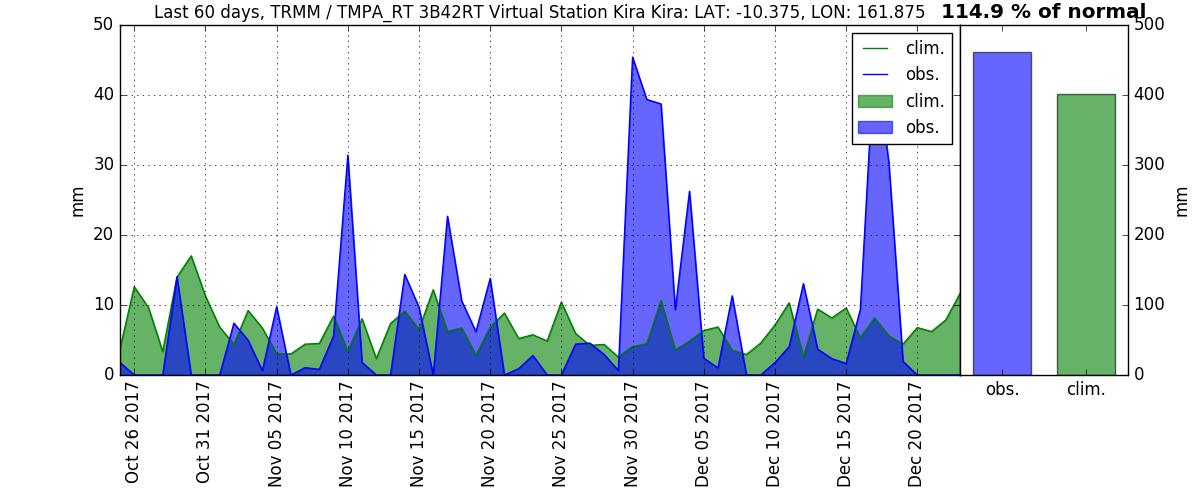 Last 60 days, TRMM / TMPA_RT 3B42RT Virtual Station Kira Kira: LAT: -10.375, LON: 161.875
114.9 % of normal
50
40
30
20
10
0
mm
clim.
obs.
clim.
obs.
500
400
300
200
100
0
mm
obs.
clim.
Oct 26 2017
Oct 31 2017
Nov 05 2017
Nov 10 2017
Nov 15 2017
Nov 20 2017
Nov 25 2017
Nov 30 2017
Dec 05 2017
Dec 10 2017
Dec 15 2017
Dec 20 2017